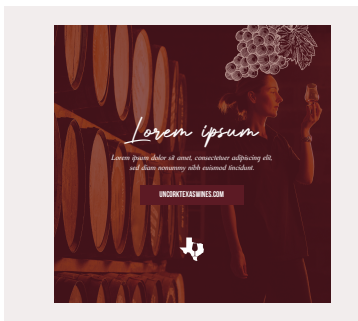 Lorem ipsum
Lorem ipsum dolor sit amet, consectetuer adipiscing elit,
sed diam nonummy nibh euismod tincidunt.
UNCORKTEXASWINES.COM